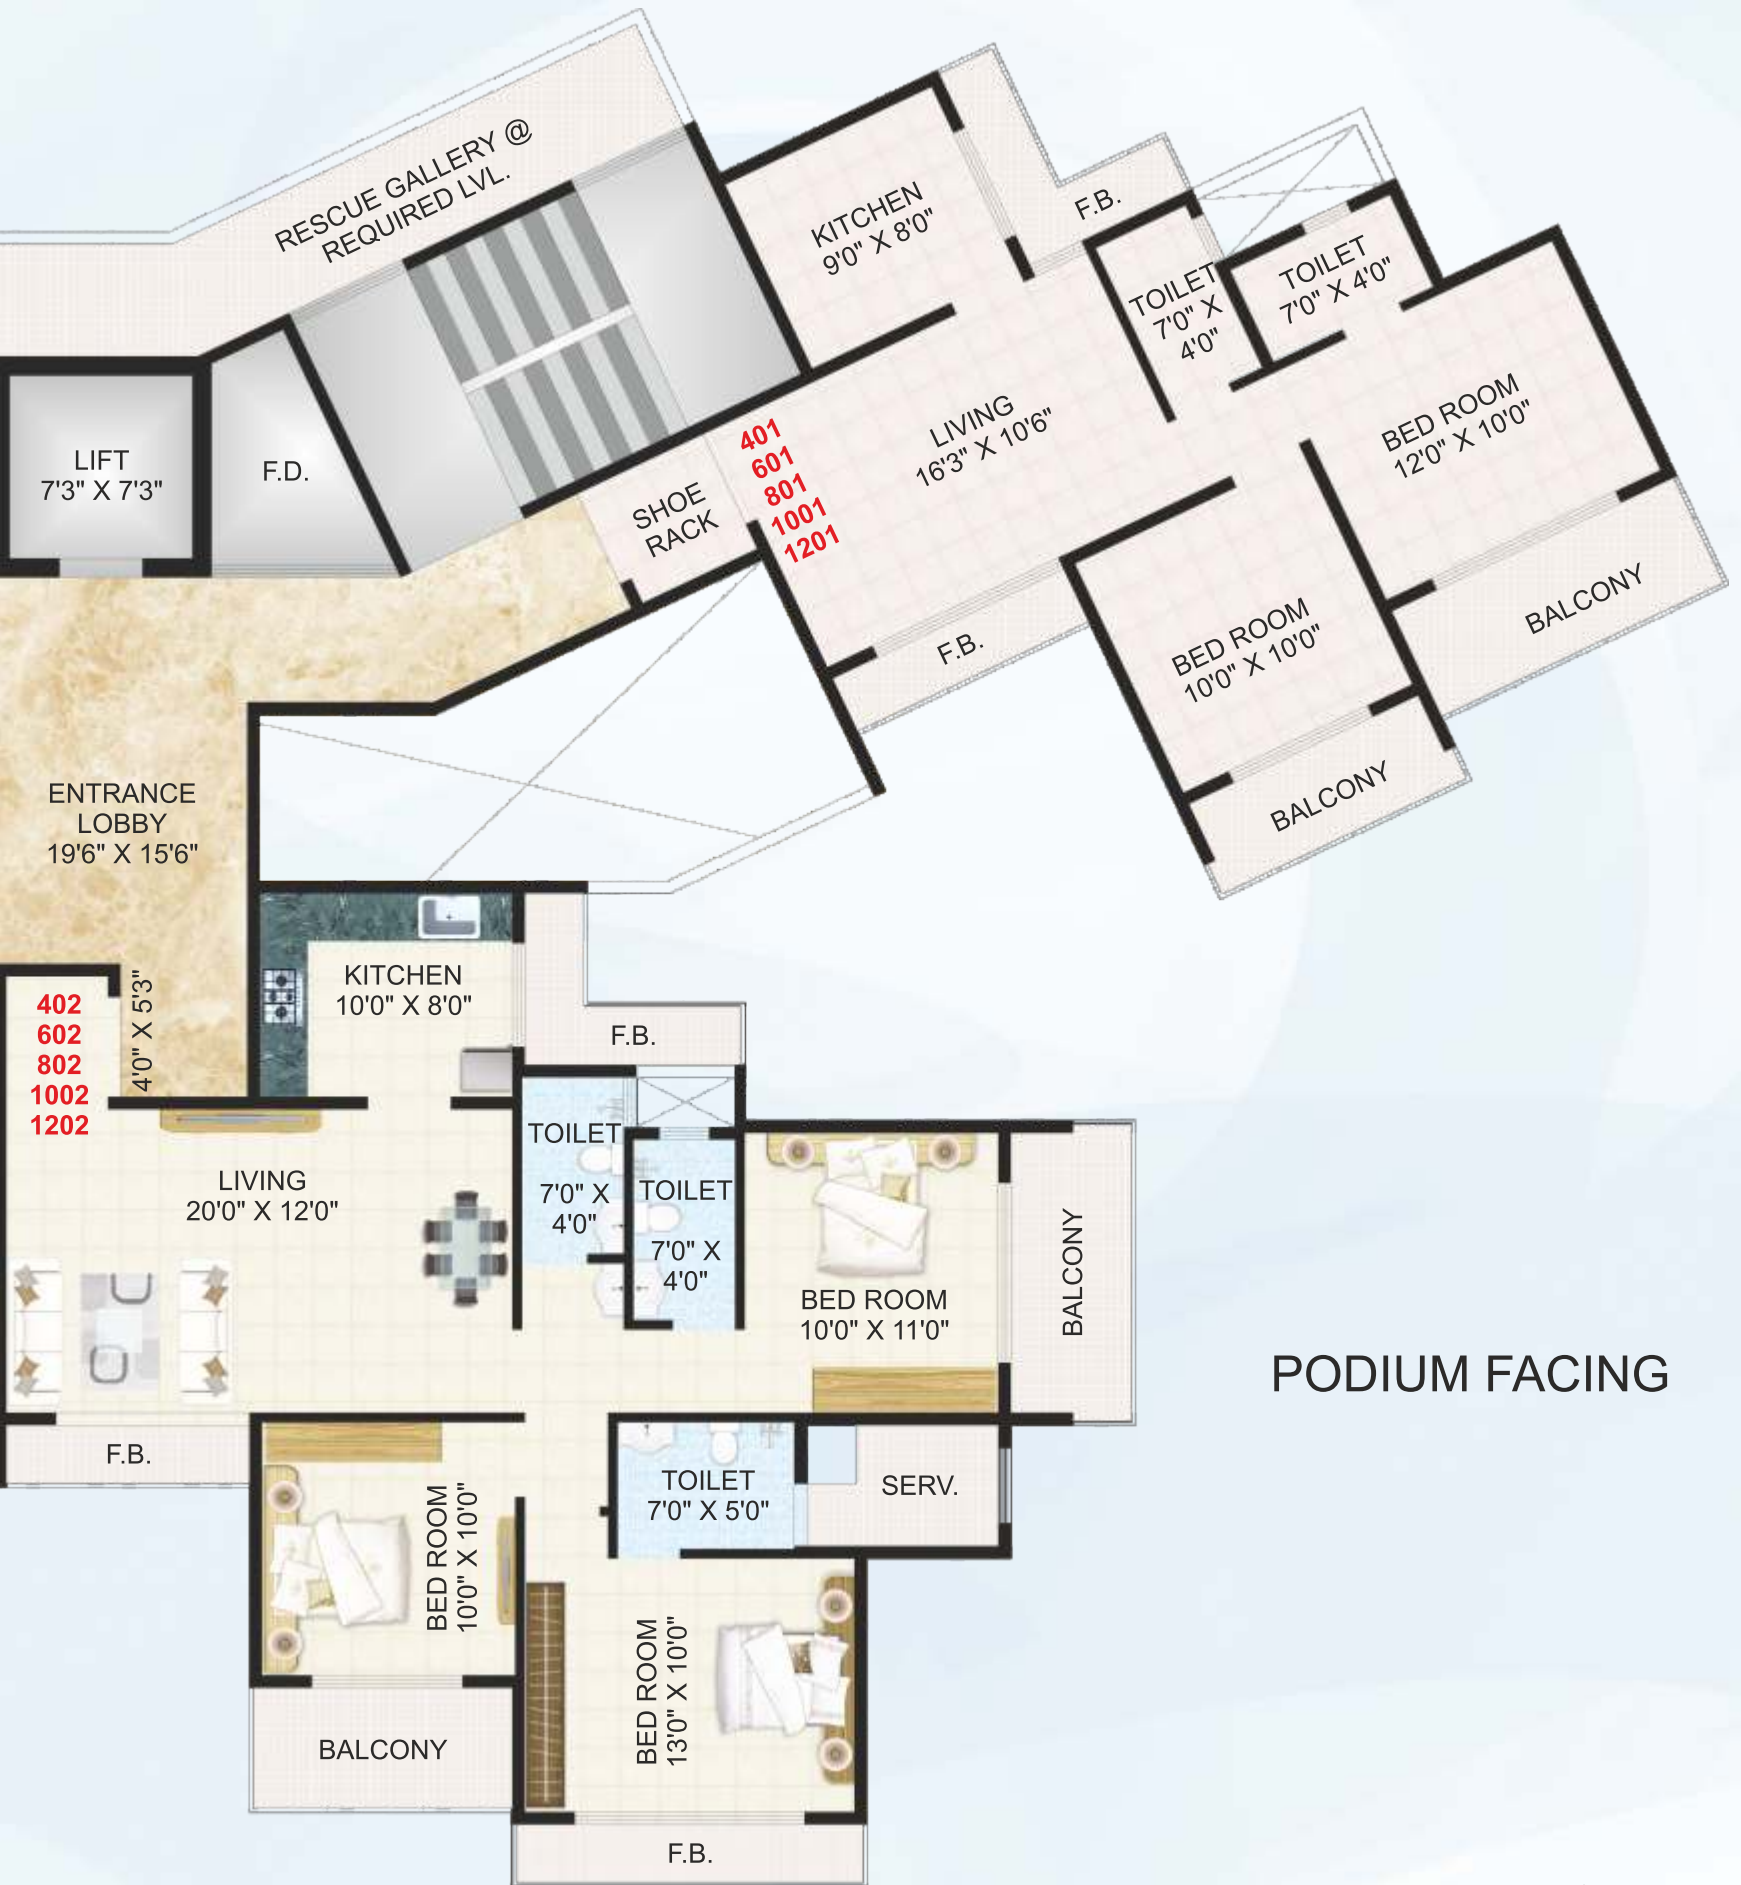 RESCUE GALLERY @
REQUIRED LVL.
KITCHEN
9'0" X 8'0"
F.B.
TOILET
7'0" X
4'0"
TOILET
7'0" X 4'0"
LIVING
16'3" X 10'6"
BED ROOM
12'0" X 10'0"
LIFT
7'3" X 7'3"
F.D.
SHOE
RACK
401
601
801
1001
1201
F.B.
BED ROOM
10'0" X 10'0"
BALCONY
BALCONY
ENTRANCE
LOBBY
19'6" X 15'6"
402
602
802
1002
1202
4'0" X 5'3"
KITCHEN
10'0" X 8'0"
F.B.
LIVING
20'0" X 12'0"
TOILET
7'0" X
4'0"
TOILET
7'0" X
4'0"
BED ROOM
10'0" X 11'0"
BALCONY
PODIUM FACING
F.B.
BED ROOM
10'0" X 10'0"
TOILET
7'0" X 5'0"
SERV.
BED ROOM
13'0" X 10'0"
BALCONY
F.B.